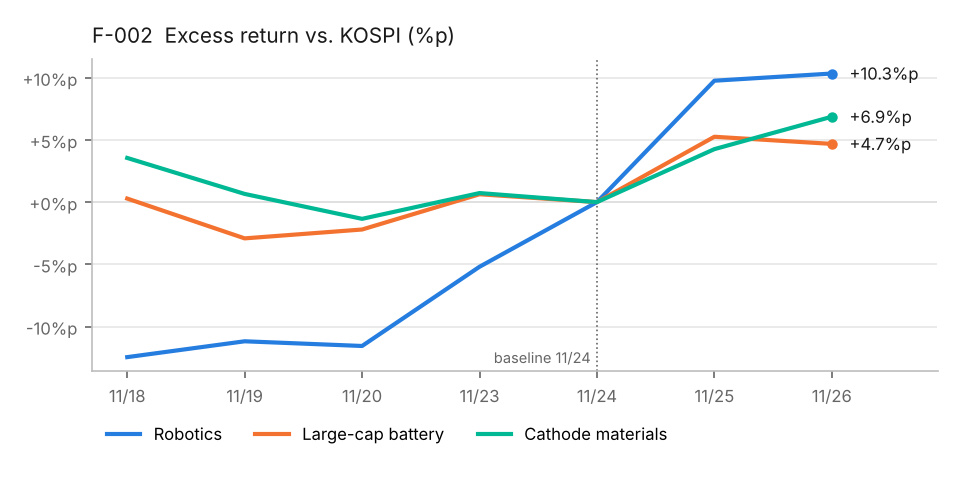 F-002 Excess return vs. KOSPI (%p)
+10%p
+5%p
+0%p
-5%p
-10%p
+10.3%p
+6.9%p
+4.7%p
baseline 11/24
11/18 11/19 11/20 11/23 11/24 11/25 11/26
Robotics Large-cap battery Cathode materials